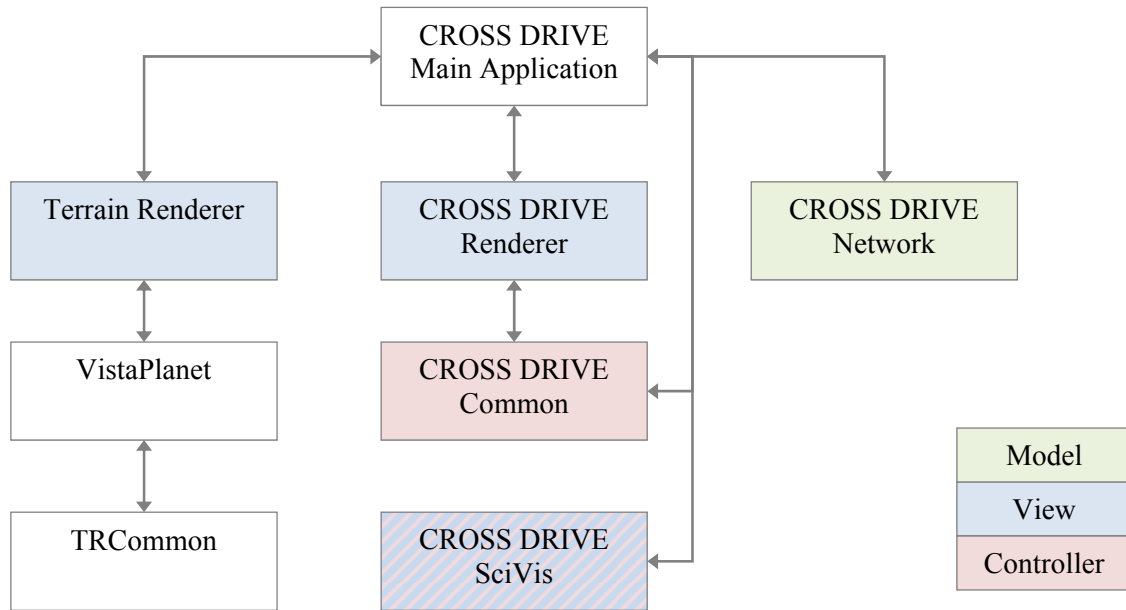 CROSS DRIVE
Main Application
Terrain Renderer
CROSS DRIVE
Renderer
CROSS DRIVE
Network
VistaPlanet
CROSS DRIVE
Common
TRCommon
CROSS DRIVE
SciVis
Model
View
Controller